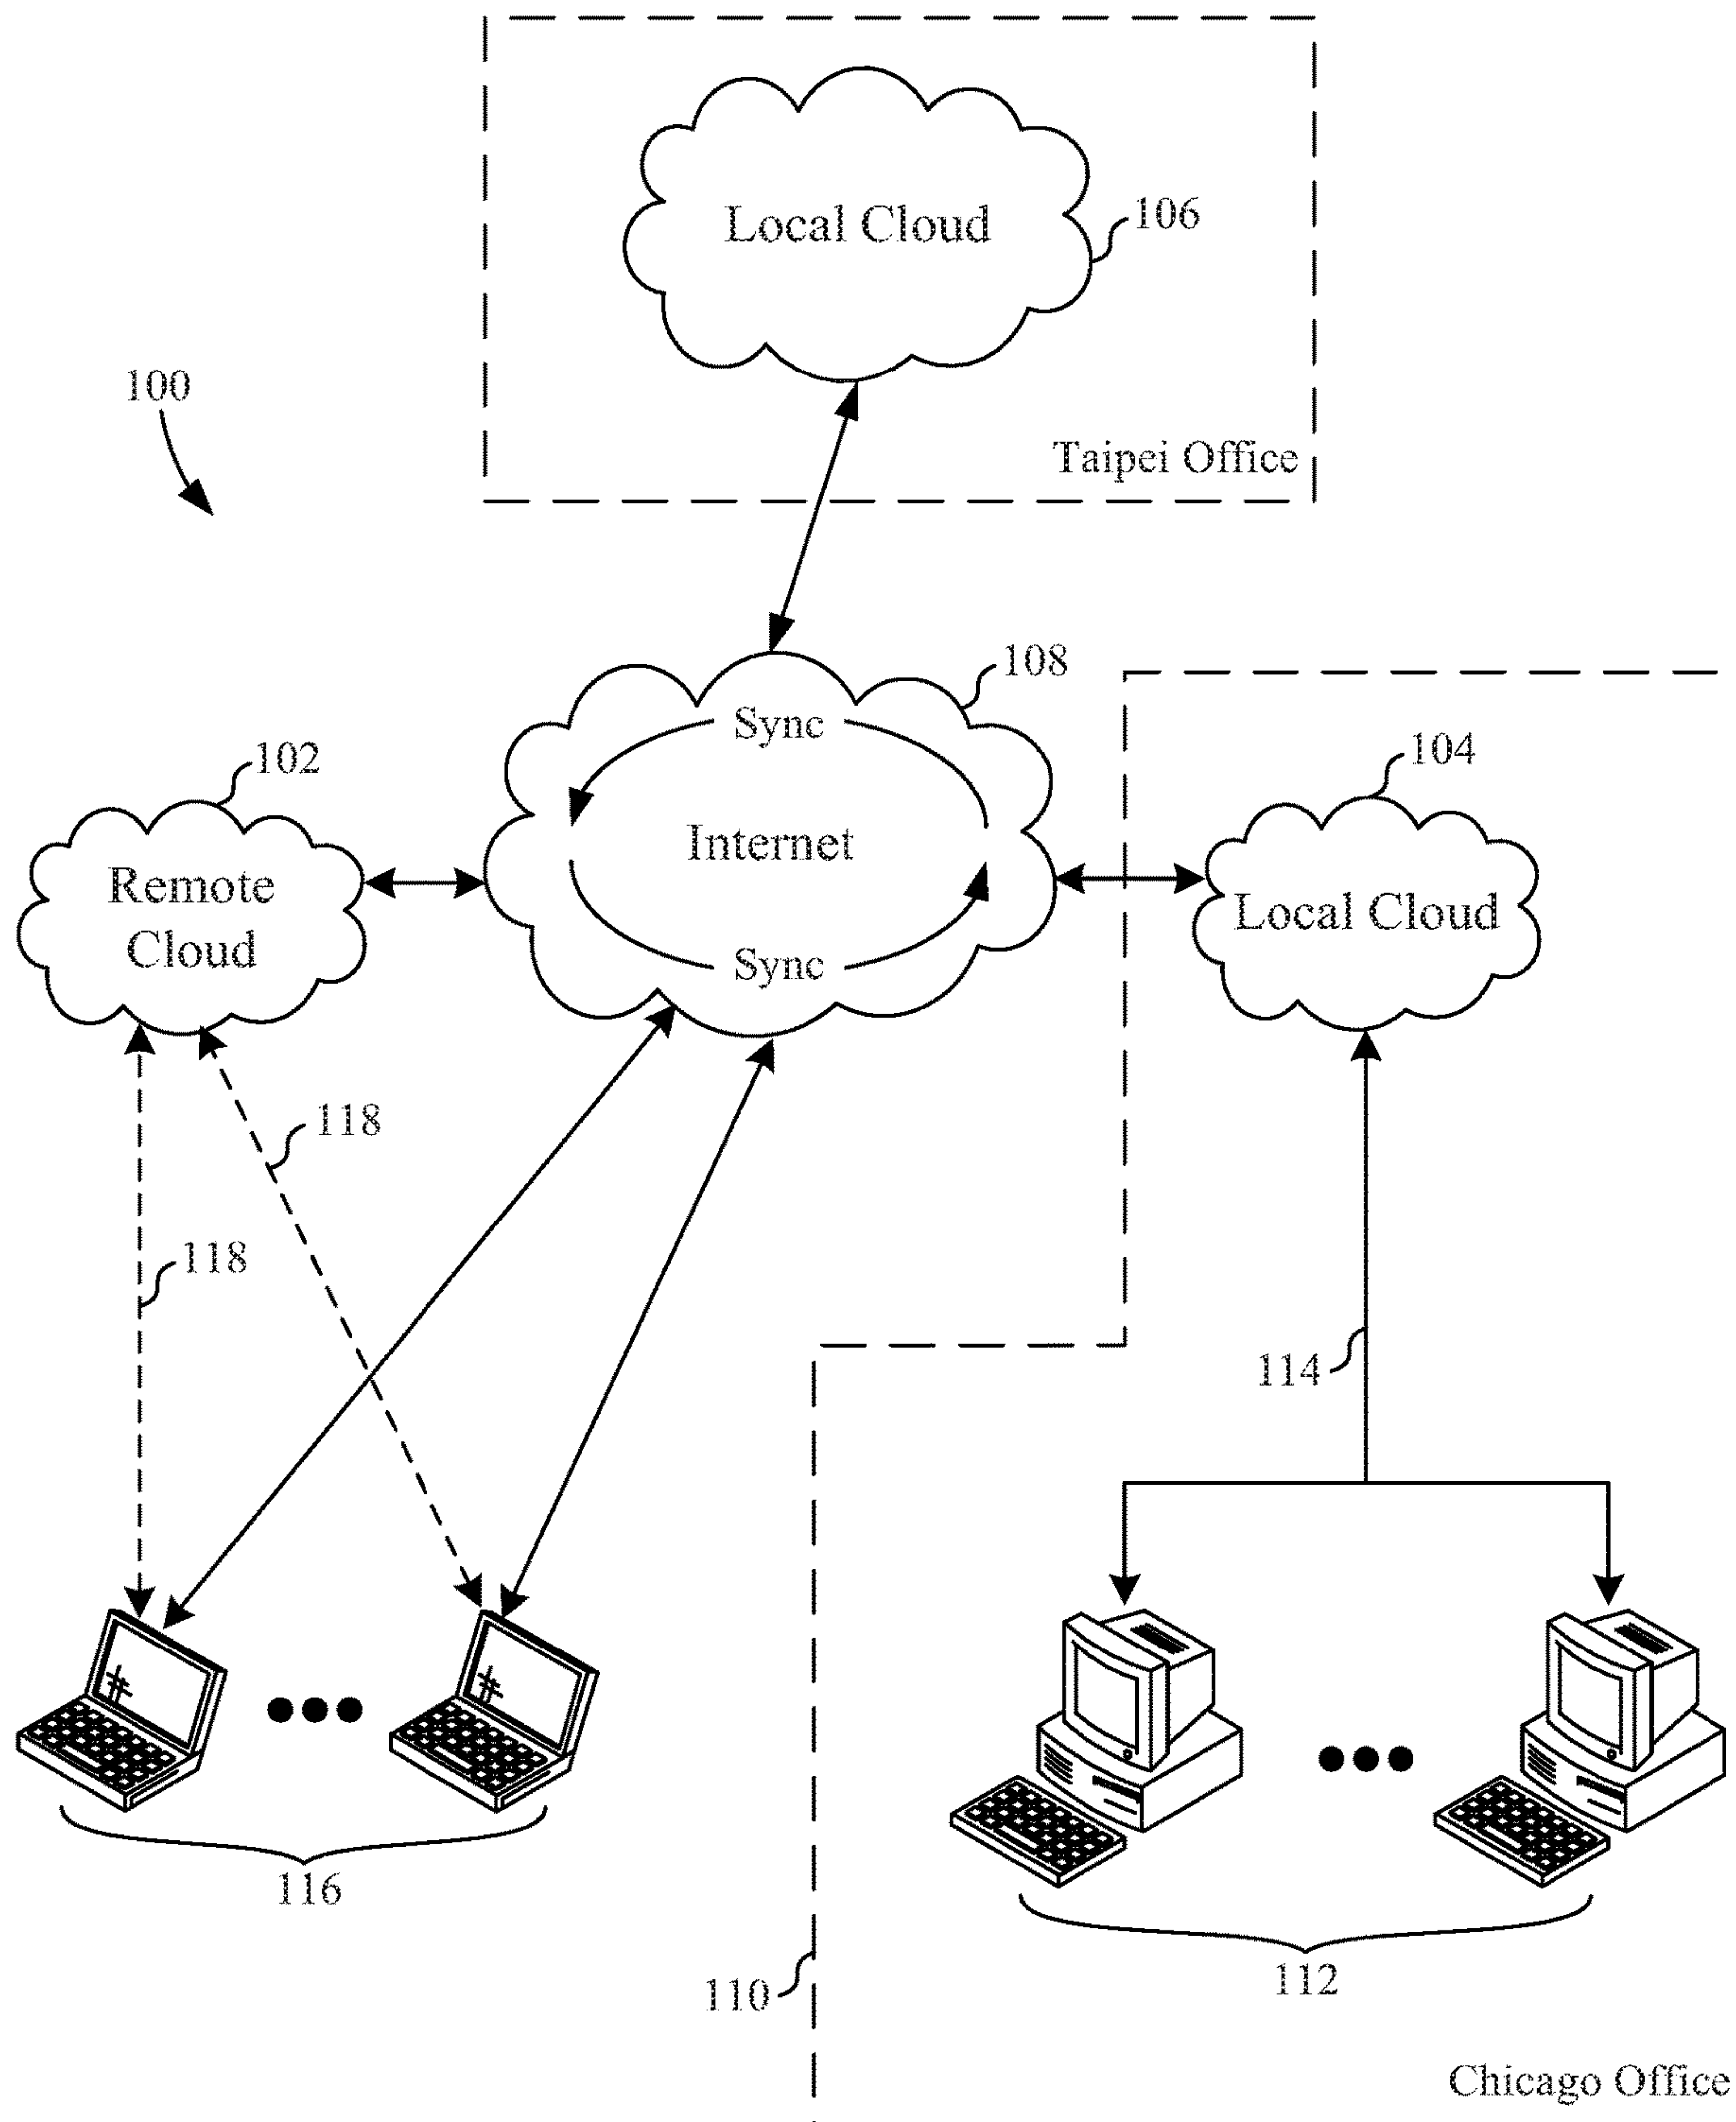 Local Cloud
106
Taipei Office
100
108
Sync
102
104
Internet
Remote
Cloud
Local Cloud
Sync
118
118
114
116
110
112
Chicago Office